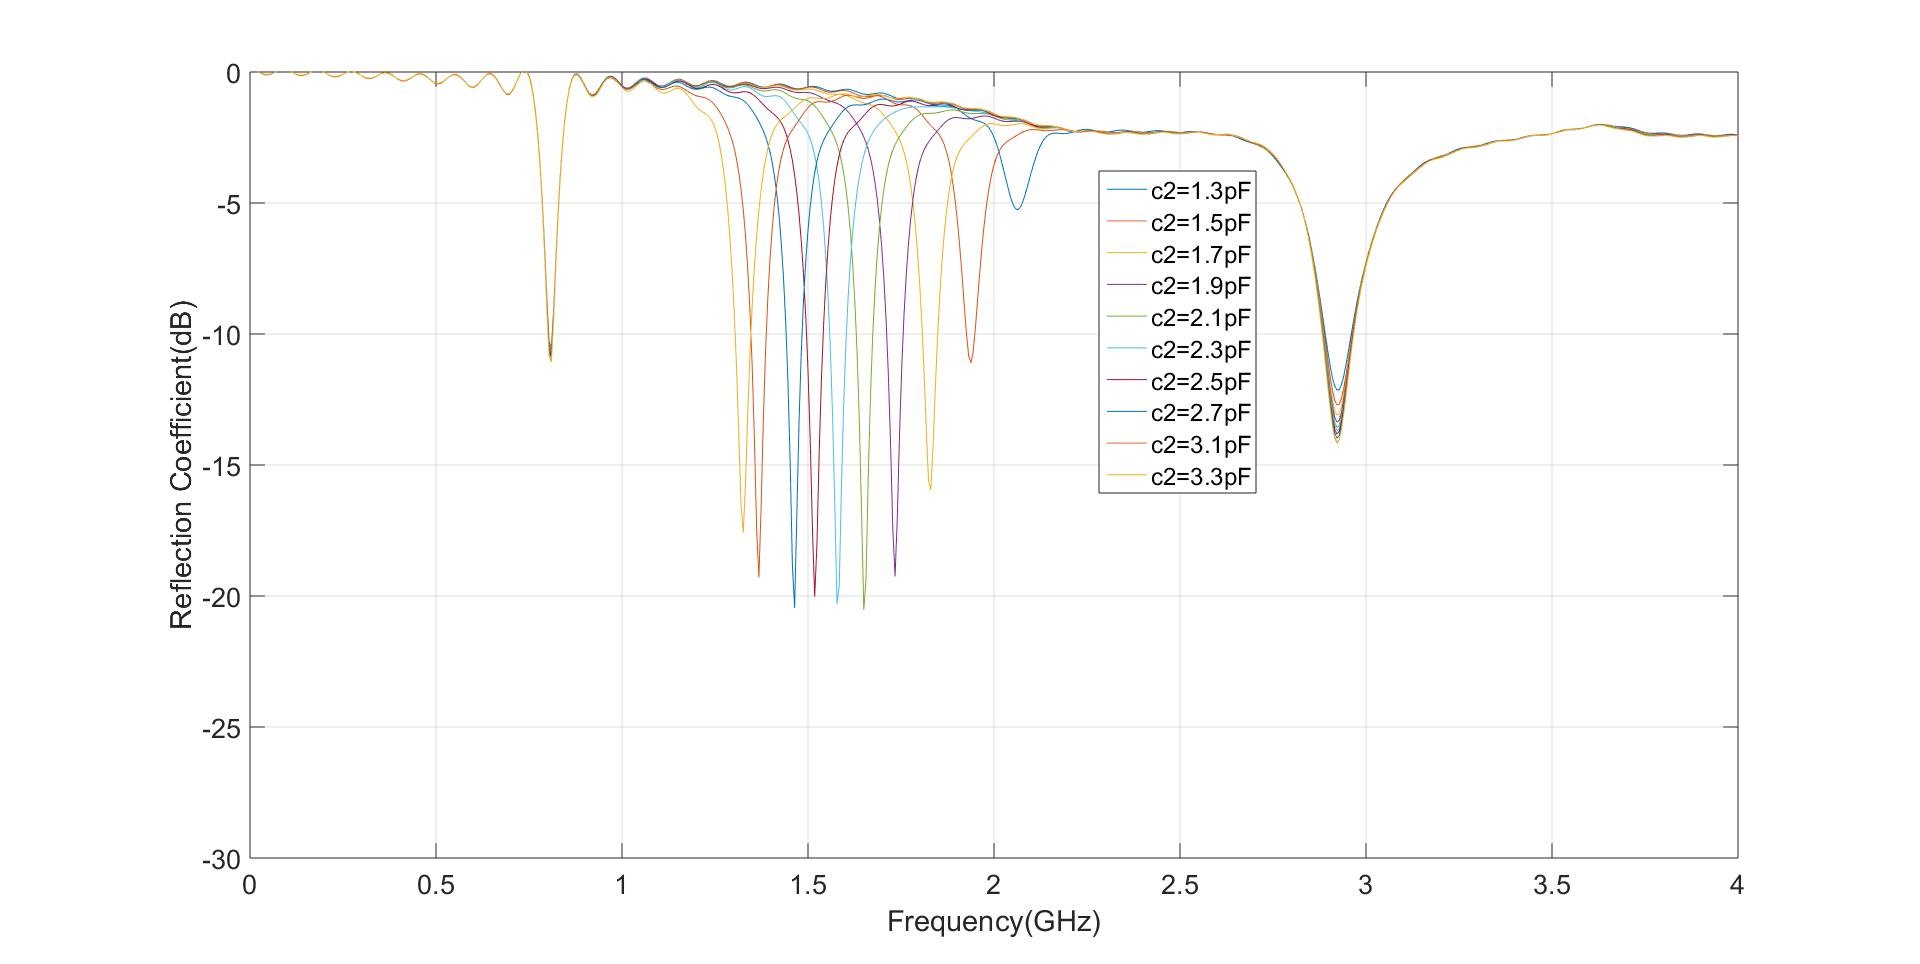 0
-5
-10
-15
-20
-25
-30
Reflection Coefficient(dB)
c2=1.3pF
c2=1.5pF
c2=1.7pF
c2=1.9pF
c2=2.1pF
c2=2.3pF
c2=2.5pF
c2=2.7pF
c2=3.1pF
c2=3.3pF
0 0.5 1 1.5 2 2.5 3 3.5 4
Frequency(GHz)